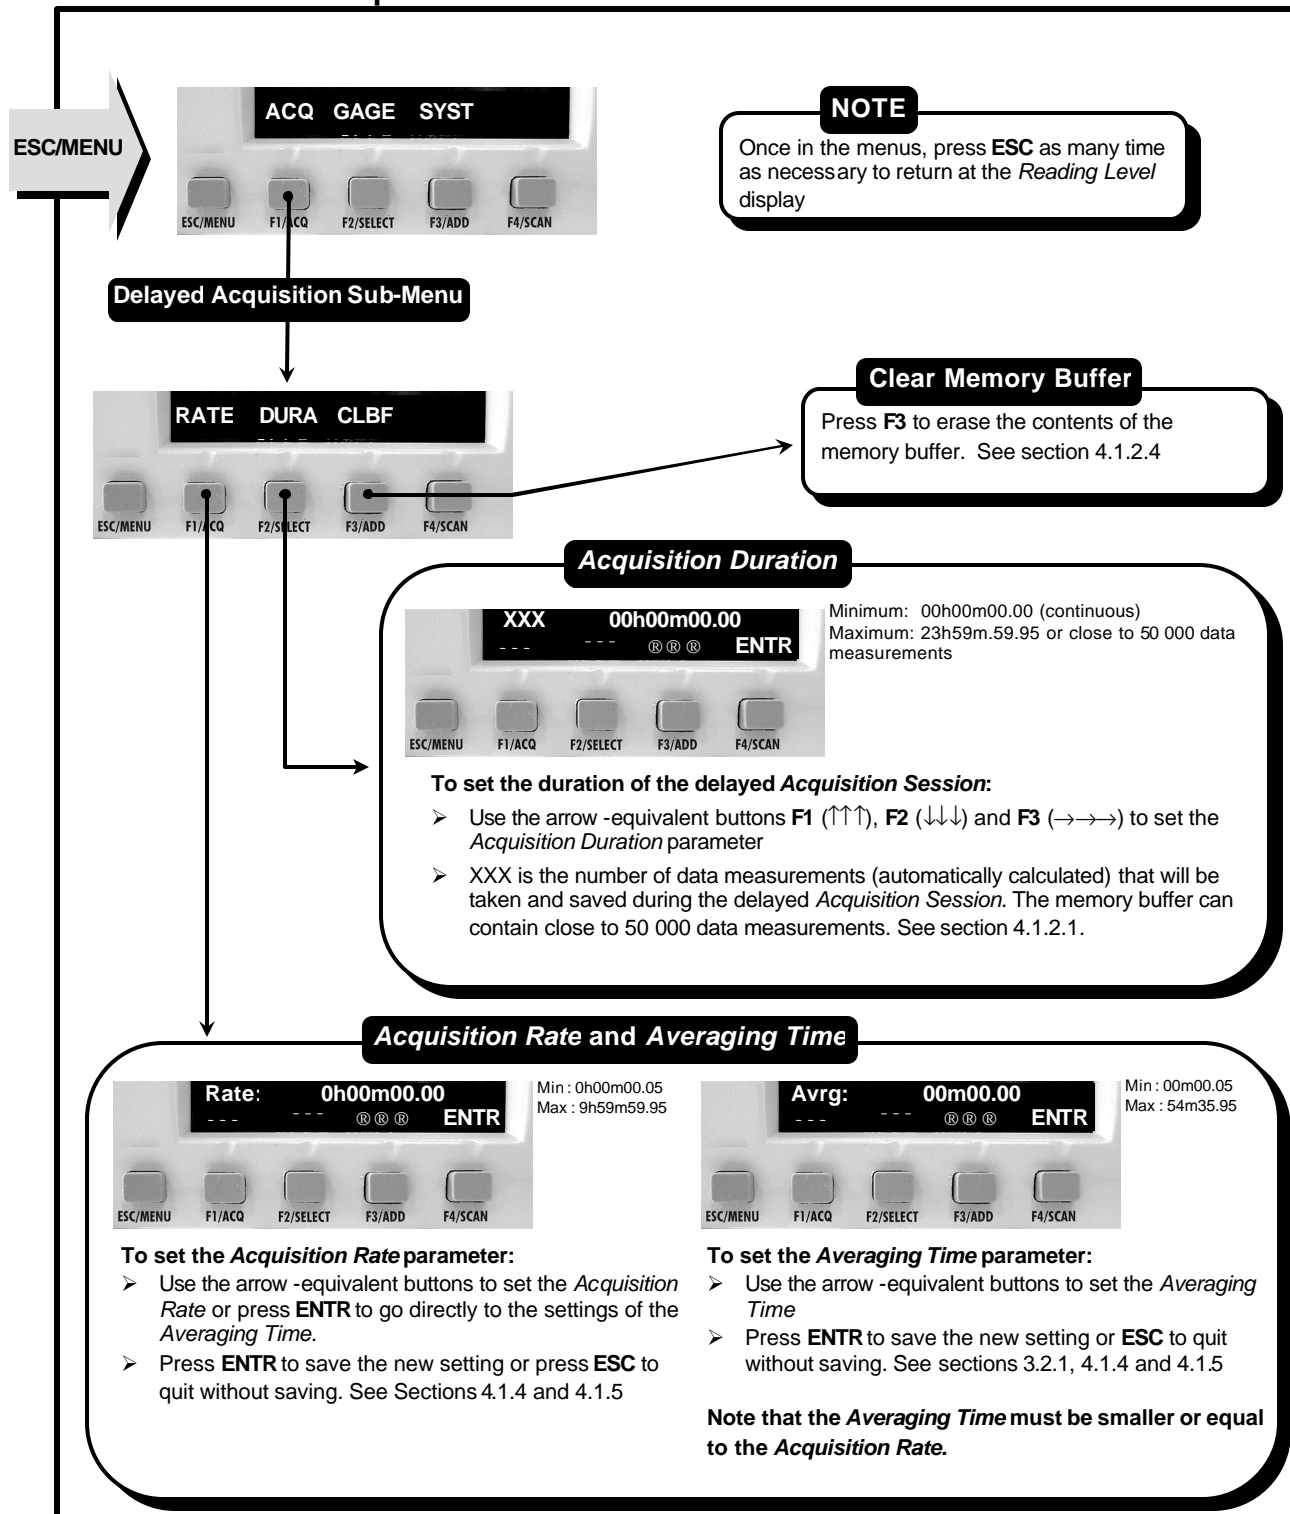 ESC/MENU
ACQ GAGE SYST
ESC/MENU F1/ACQ F2/SELECT F3/ADD F4/SCAN
NOTE
Once in the menus, press ESC as many time
as necessary to return at the Reading Level
display
Delayed Acquisition Sub-Menu
RATE DURA CLBF
ESC/MENU F1/ACQ F2/SELECT F3/ADD F4/SCAN
Clear Memory Buffer
Press F3 to erase the contents of the
memory buffer. See section 4.1.2.4
Acquisition Duration
XXX 00h00m00.00
--- --- ®®® ENTR
ESC/MENU F1/ACQ F2/SELECT F3/ADD F4/SCAN
Minimum: 00h00m00.00 (continuous)
Maximum: 23h59m.59.95 or close to 50 000 data
measurements
To set the duration of the delayed Acquisition Session:
➢ Use the arrow -equivalent buttons F1 (↑↑↑), F2 (↓↓↓) and F3 (→→→) to set the
Acquisition Duration parameter
➢ XXX is the number of data measurements (automatically calculated) that will be
taken and saved during the delayed Acquisition Session. The memory buffer can
contain close to 50 000 data measurements. See section 4.1.2.1.
Acquisition Rate and Averaging Time
Rate: 0h00m00.00
--- --- ®®® ENTR
ESC/MENU F1/ACQ F2/SELECT F3/ADD F4/SCAN
Min : 0h00m00.05
Max : 9h59m59.95
To set the Acquisition Rate parameter:
➢ Use the arrow -equivalent buttons to set the Acquisition
Rate or press ENTR to go directly to the settings of the
Averaging Time.
➢ Press ENTR to save the new setting or press ESC to
quit without saving. See Sections 4.1.4 and 4.1.5
Avrg: 00m00.00
--- --- ®®® ENTR
ESC/MENU F1/ACQ F2/SELECT F3/ADD F4/SCAN
Min : 00m00.05
Max : 54m35.95
To set the Averaging Time parameter:
➢ Use the arrow -equivalent buttons to set the Averaging
Time
➢ Press ENTR to save the new setting or ESC to quit
without saving. See sections 3.2.1, 4.1.4 and 4.1.5
Note that the Averaging Time must be smaller or equal
to the Acquisition Rate.